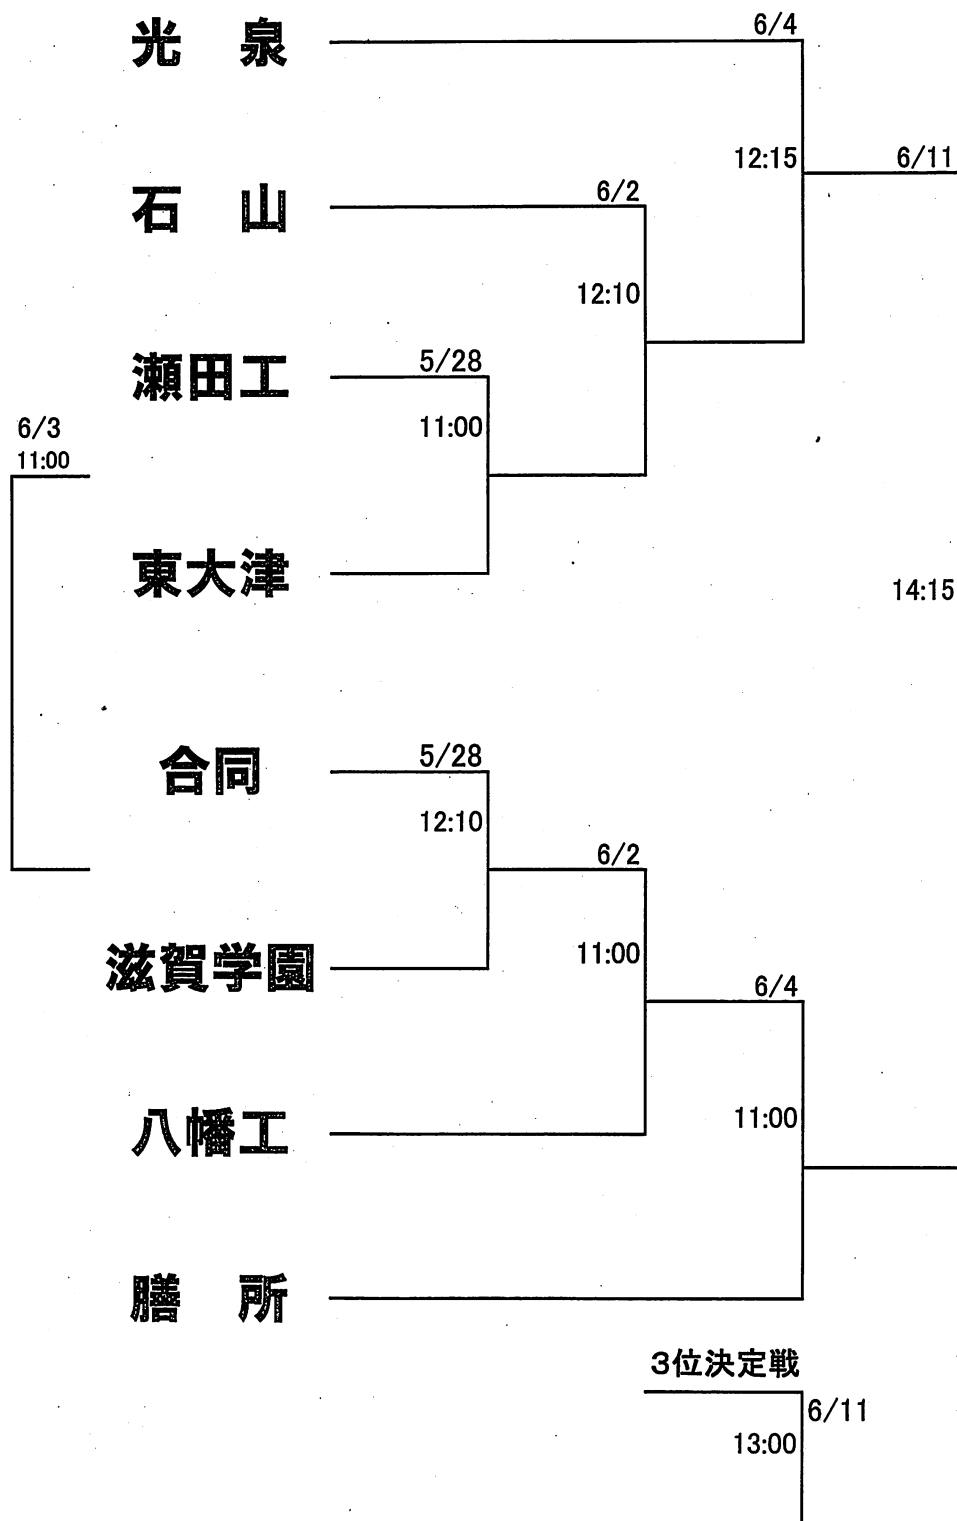 光 泉
6/4
12:15
6/11
石 山
6/2
12:10
瀬田工
5/28
11:00
6/3
11:00
東大津
14:15
合同
5/28
12:10
6/2
滋賀学園
11:00
6/4
八幡工
11:00
膳 所
3位決定戦
6/11
13:00